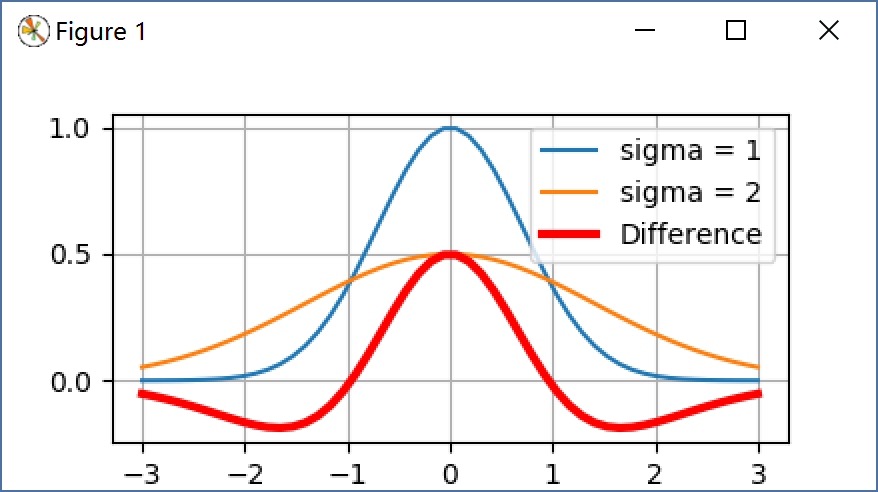 Figure 1
1.0
sigma = 1
sigma = 2
Difference
0.5
0.0
−3 −2 −1 0 1 2 3